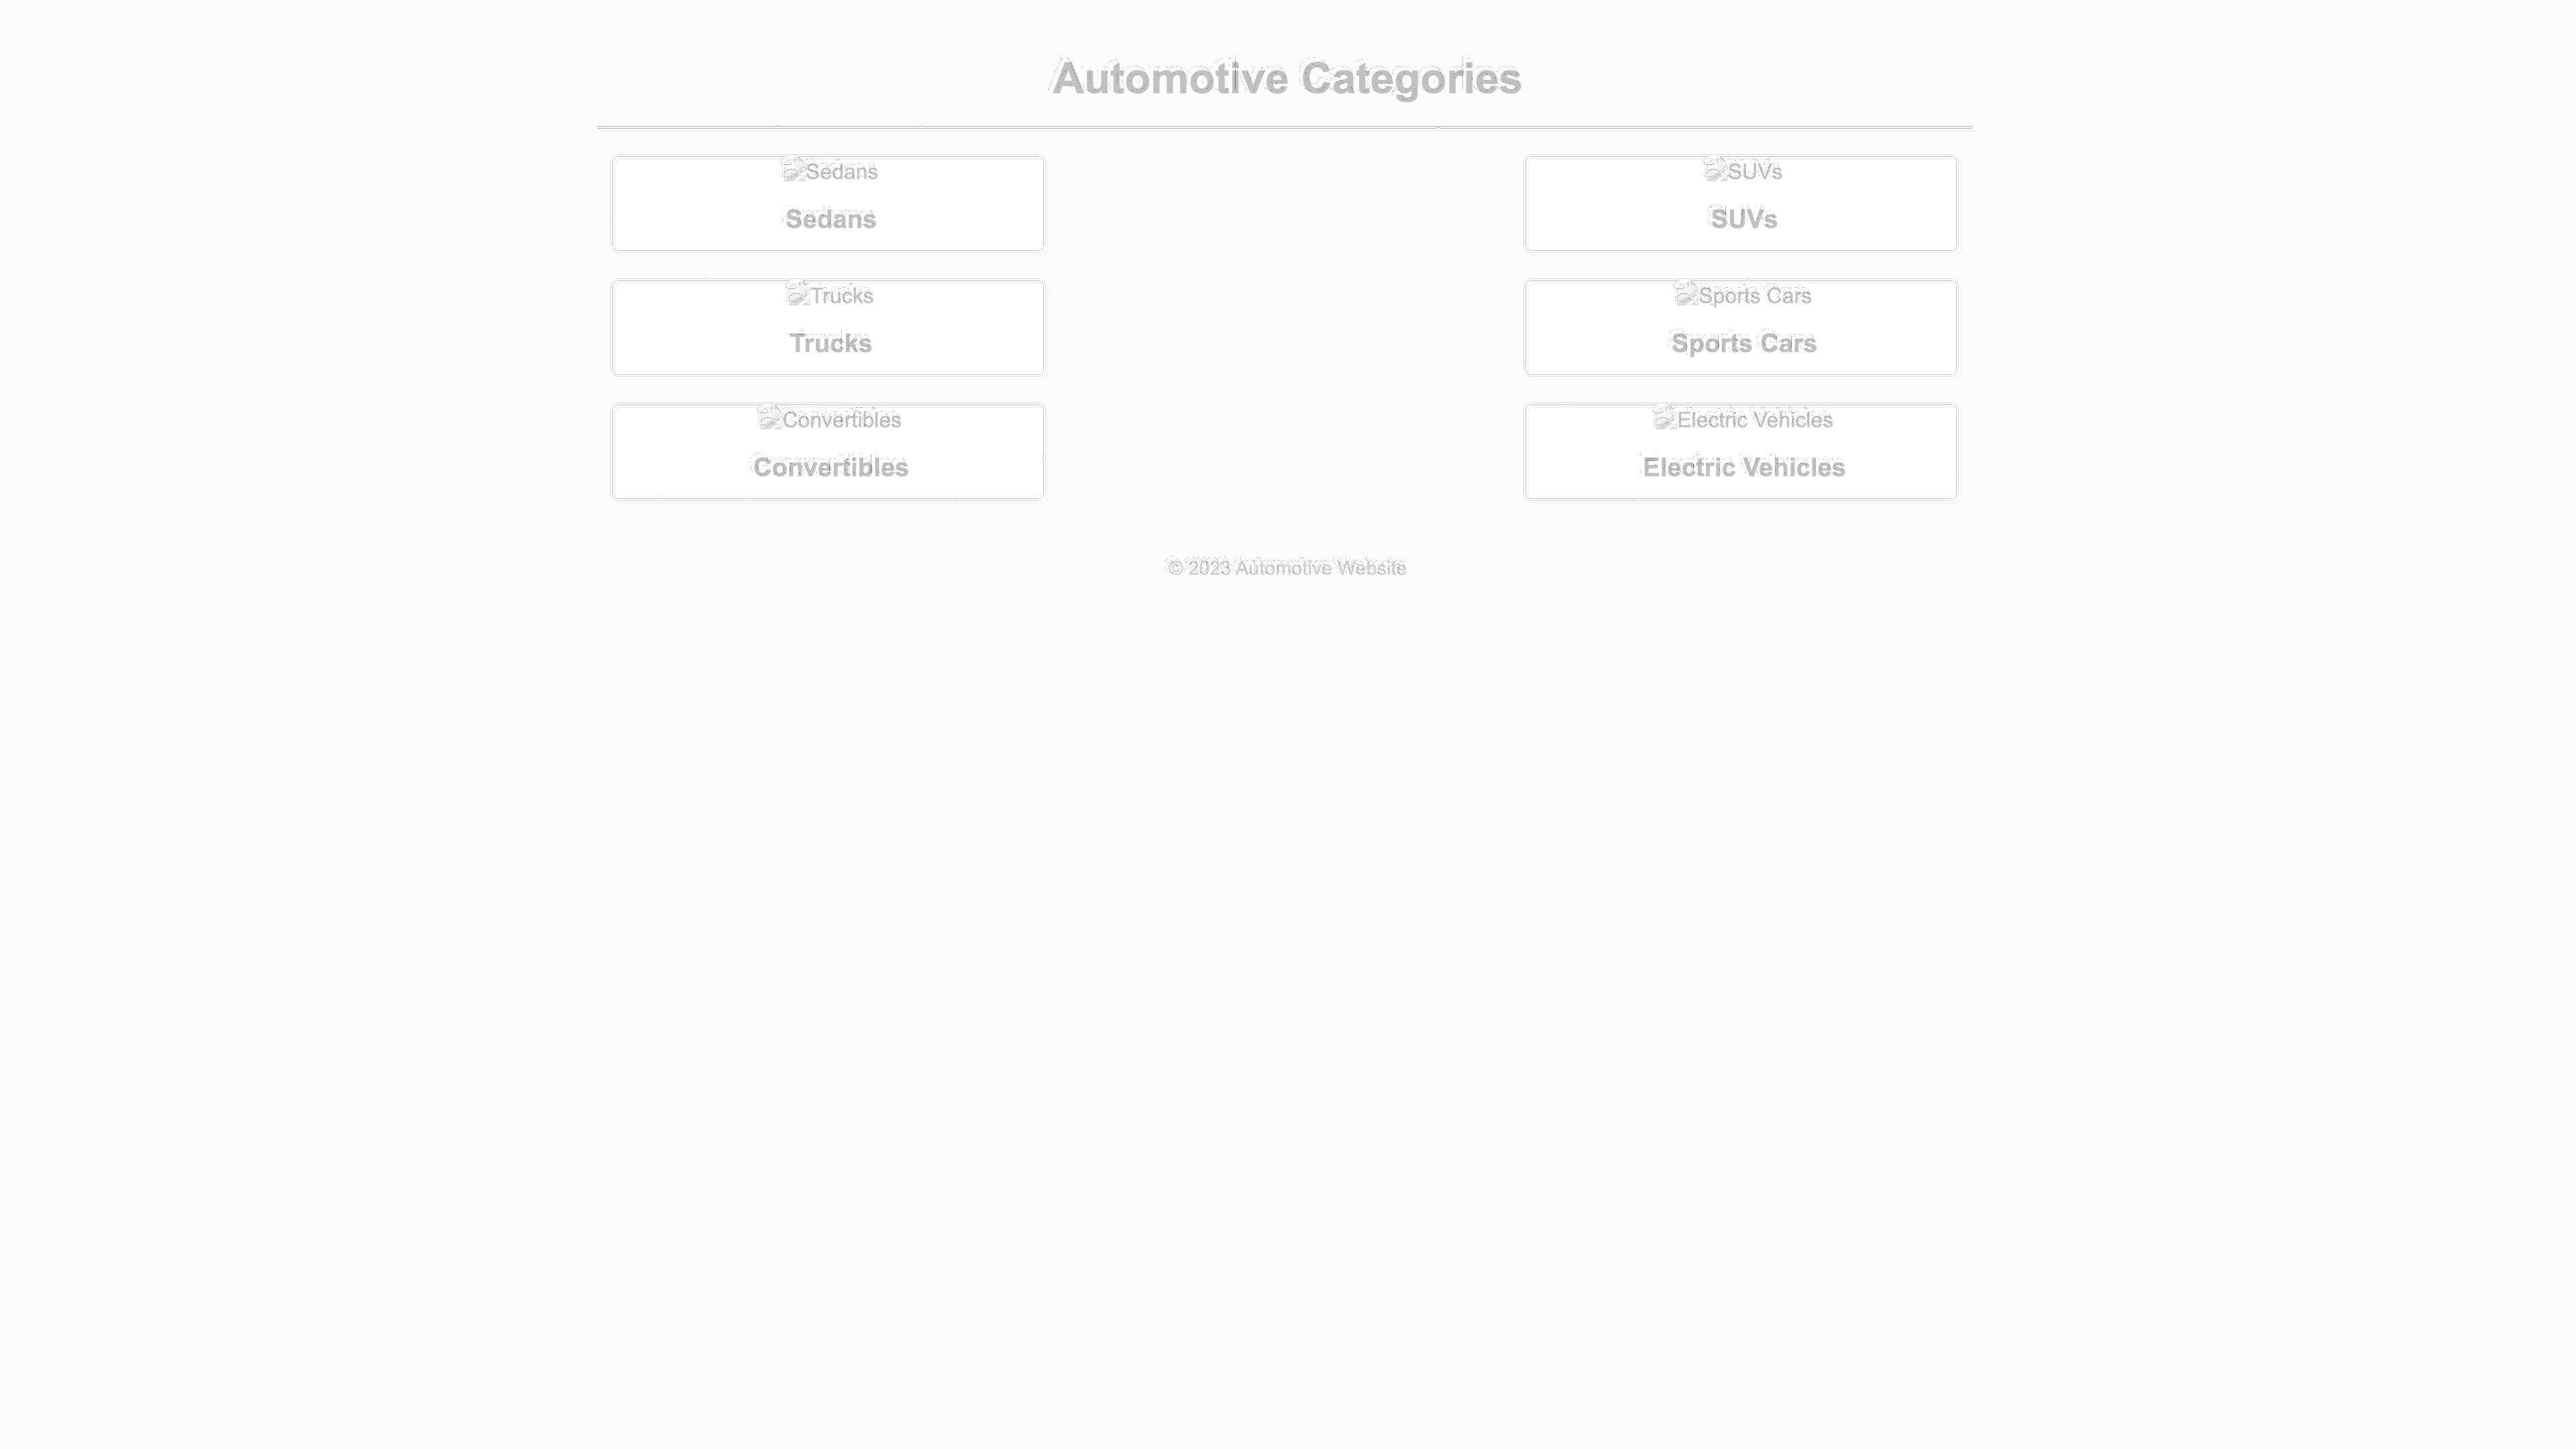 Automotive Categories
Sedans
Sedans
SUVs
SUVs
Trucks
Trucks
Sports Cars
Sports Cars
Convertibles
Convertibles
Electric Vehicles
Electric Vehicles
© 2023 Automotive Website